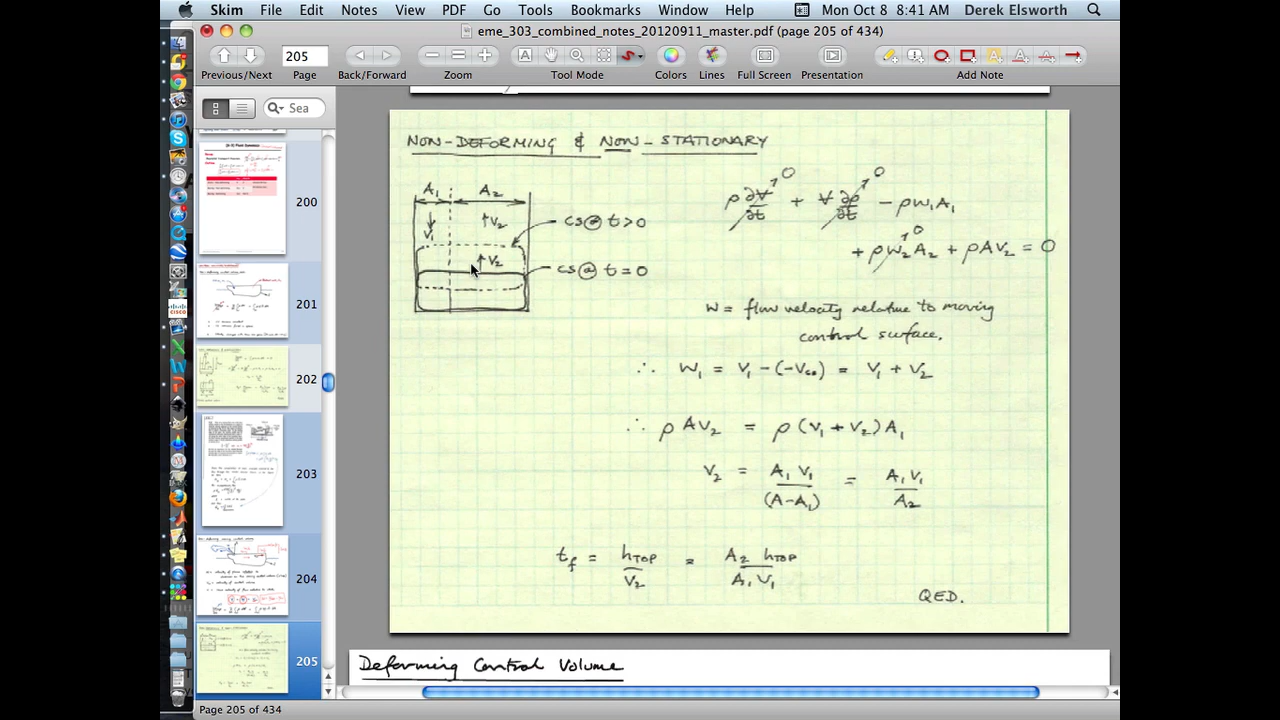 Skim File Edit Notes View PDF Go Tools Bookmarks Window Help Mon Oct 8 8:41 AM Derek Elsworth
eme_303_combined_notes_20120911_master.pdf (page 205 of 434)
205
Previous/Next Page Back/Forward Zoom Tool Mode Colors Lines Full Screen Presentation Add Note
Sea
200
201
202
203
204
205
NON-DEFORMING & NON-STATIONARY
A1 A2
V1 V2
CS@ t>0
V2
CS@ t=0
ρ ∂V/∂t → 0 + V ∂ρ/∂t → 0 - ρW1A1
+ ρW2A2 → 0 + ρAV2 = 0
W = flow velocity relative to moving
control surface.
∴ W1 = V1 - (-Vcs) = V1 + V2
∴ ρAV2 = ρ(V1+V2)A1
V2 = A1V1/(A-A1) = A1V1/A2
tf = hTOP/V2 = A2 hTOP/A1V1
QED.
Deforming Control Volume
Page 205 of 434